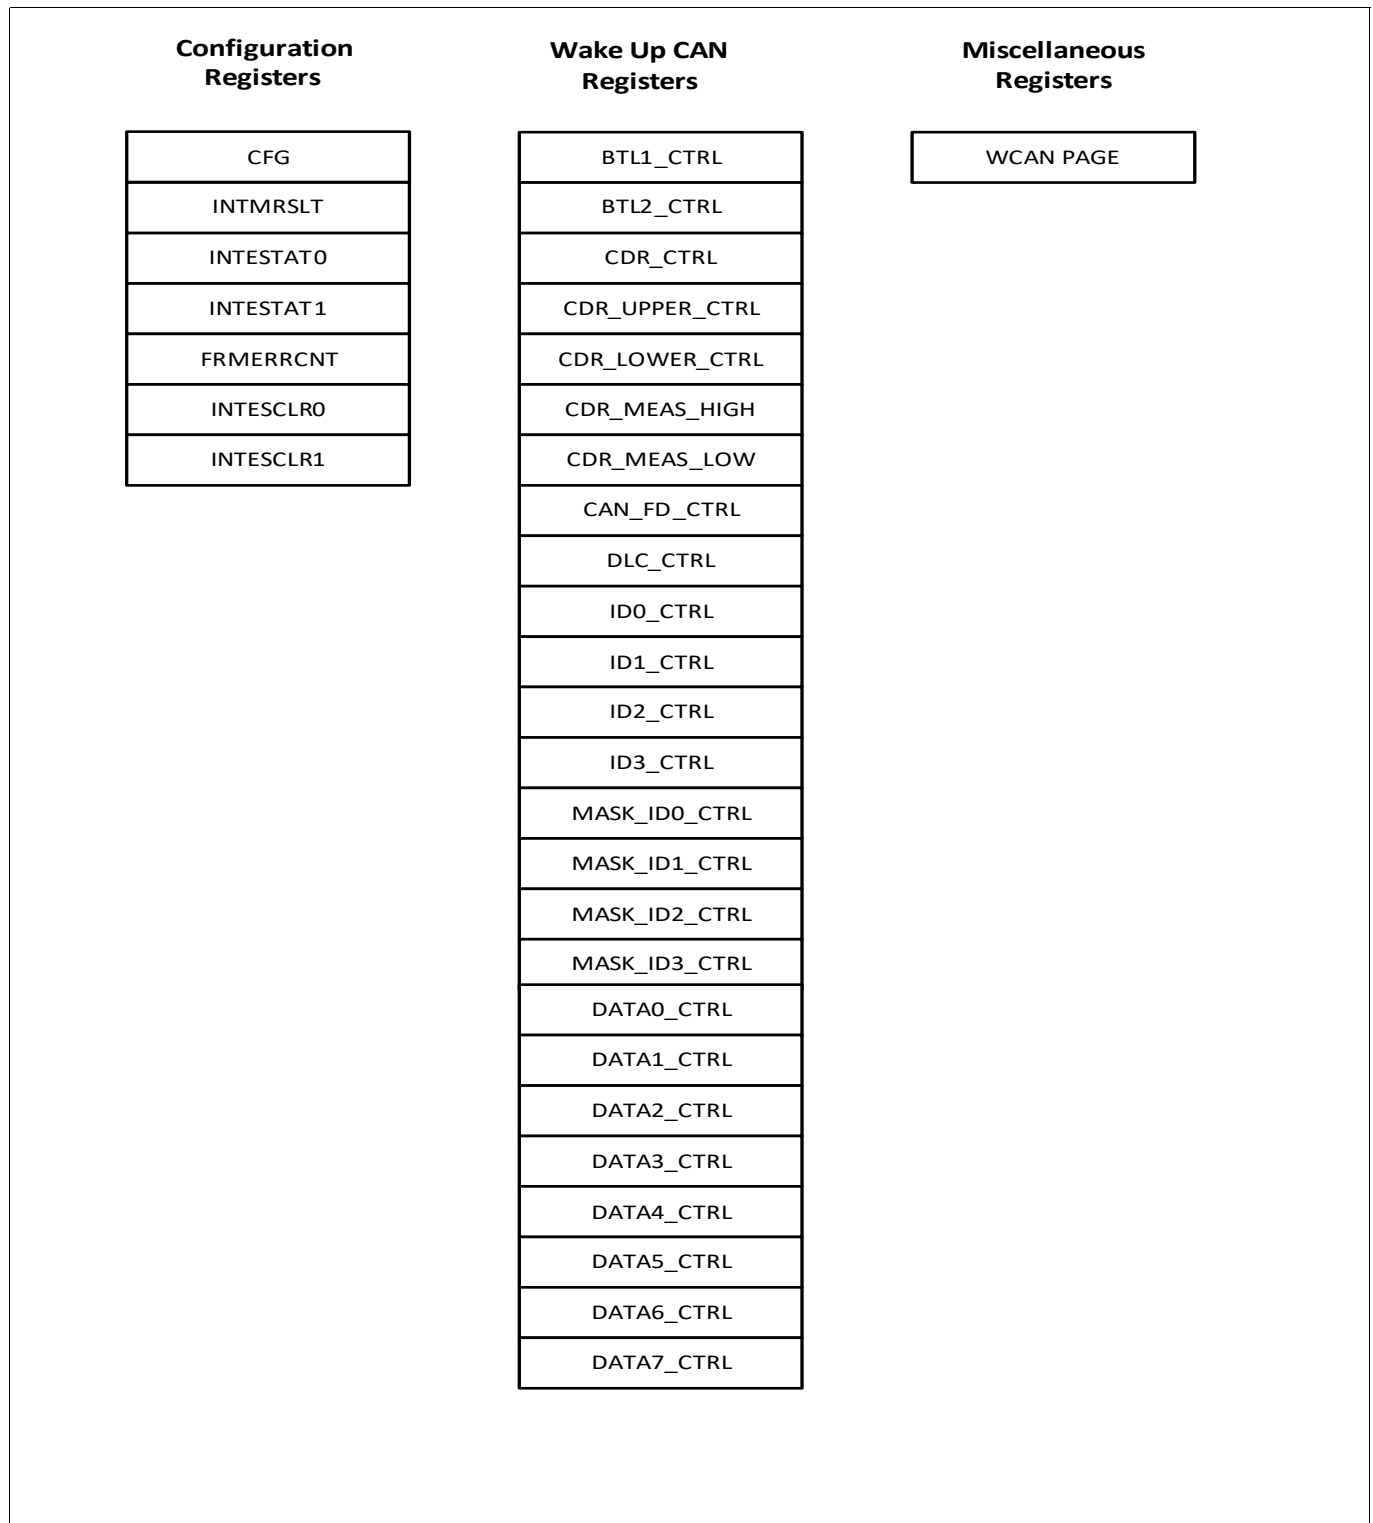 Configuration
Registers
CFG
INTMRSLT
INTESTAT0
INTESTAT1
FRMERRCNT
INTESCLR0
INTESCLR1
Wake Up CAN
Registers
BTL1_CTRL
BTL2_CTRL
CDR_CTRL
CDR_UPPER_CTRL
CDR_LOWER_CTRL
CDR_MEAS_HIGH
CDR_MEAS_LOW
CAN_FD_CTRL
DLC_CTRL
ID0_CTRL
ID1_CTRL
ID2_CTRL
ID3_CTRL
MASK_ID0_CTRL
MASK_ID1_CTRL
MASK_ID2_CTRL
MASK_ID3_CTRL
DATA0_CTRL
DATA1_CTRL
DATA2_CTRL
DATA3_CTRL
DATA4_CTRL
DATA5_CTRL
DATA6_CTRL
DATA7_CTRL
Miscellaneous
Registers
WCAN PAGE